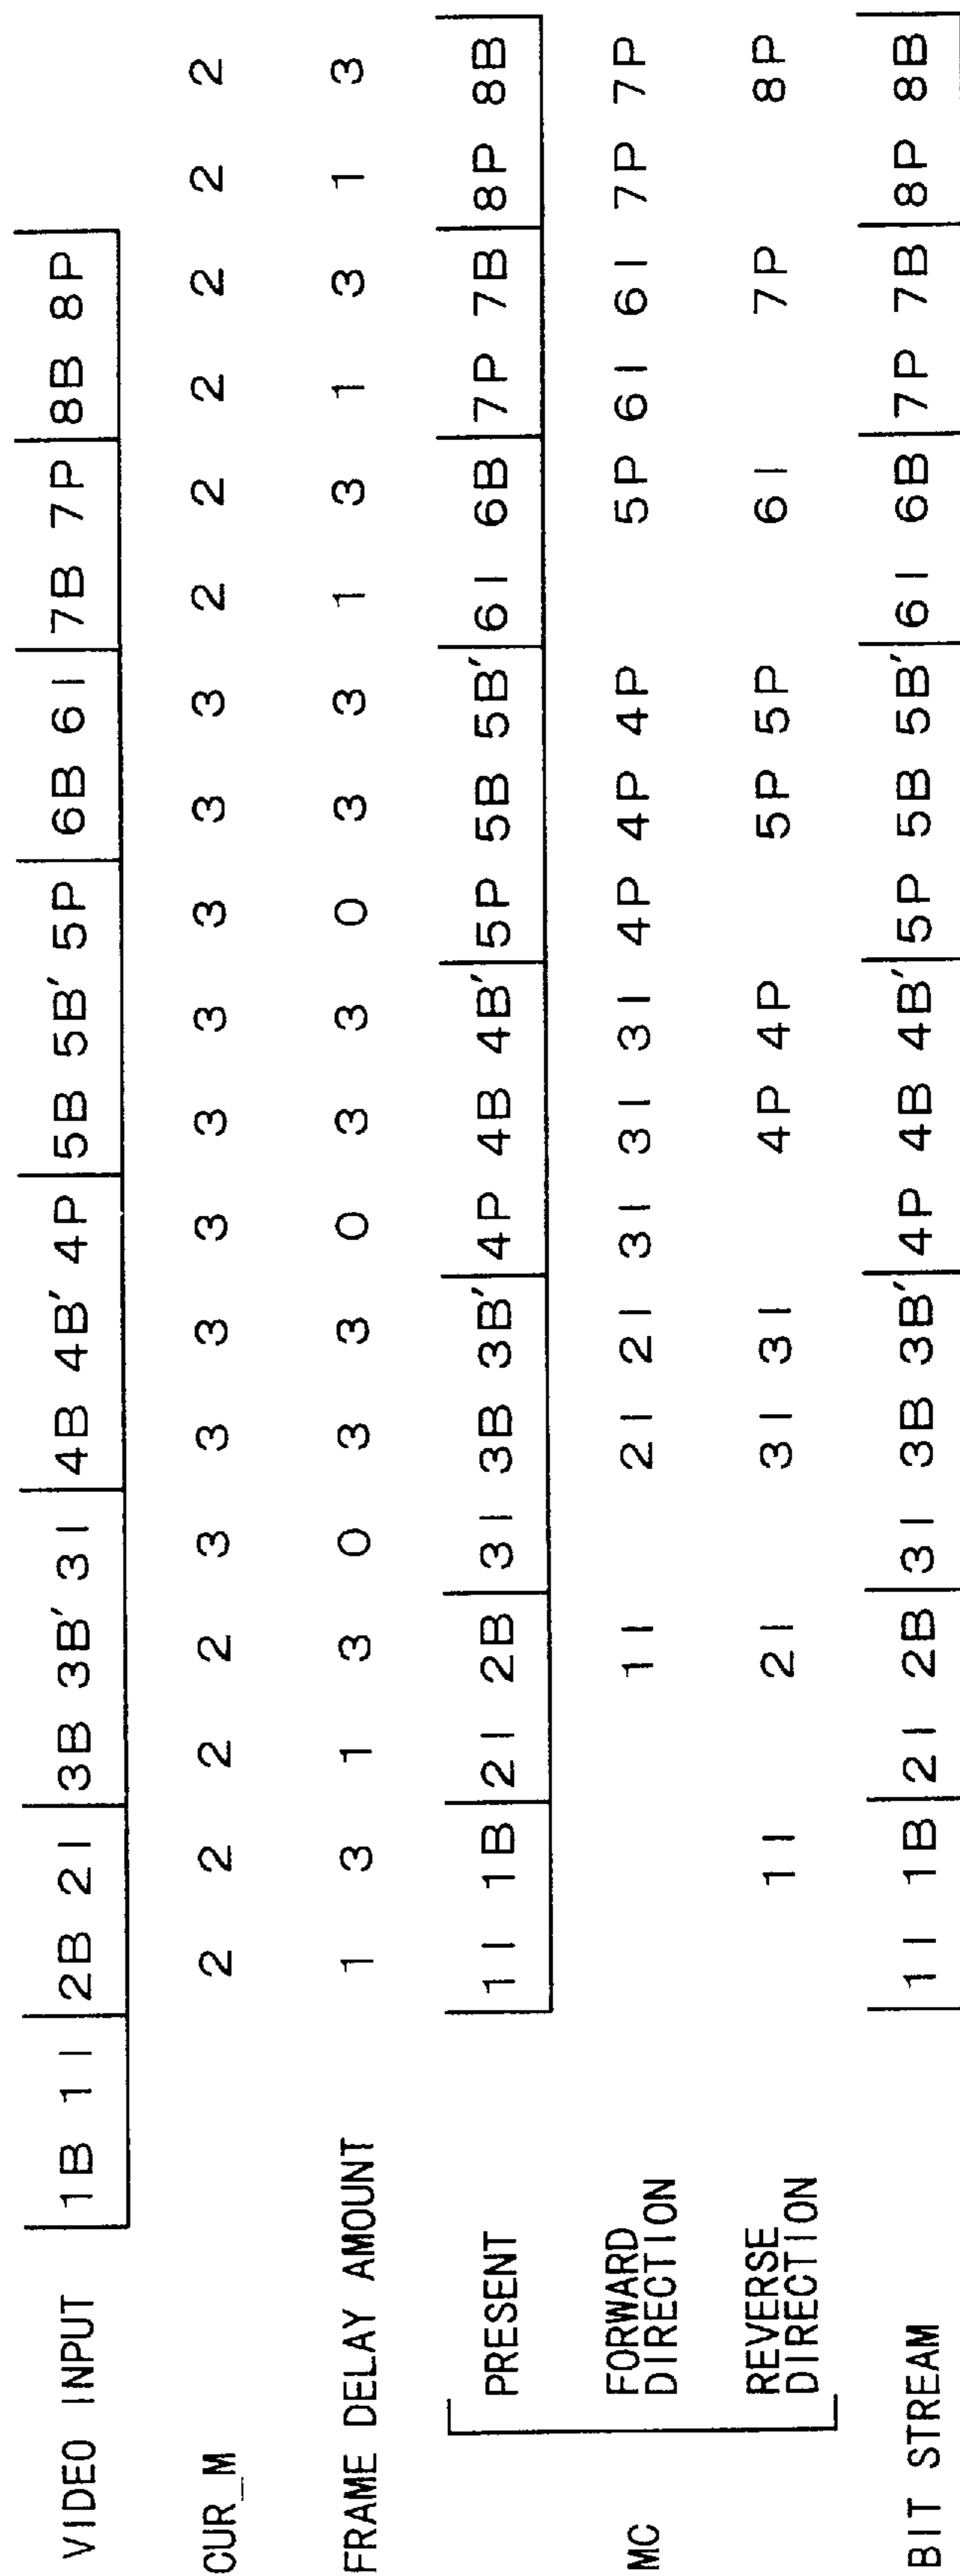 VIDEO INPUT 1B 1I 2B 2I 3B 3B′ 3I 4B 4B′ 4P 5B 5B′ 5P 6B 6I 7B 7P 8B 8P
CUR_M 2 2 2 2 3 3 3 3 3 3 3 3 3 2 2 2 2 2 2
FRAME DELAY AMOUNT 1 3 1 3 0 3 3 0 3 3 0 3 3 1 3 1 3 1 3
MC
PRESENT 1I 1B 2I 2B 3I 3B 3B′ 4P 4B 4B′ 5P 5B 5B′ 6I 6B 7P 7B 8P 8B
FORWARD
DIRECTION
1I 2I 2I 3I 3I 3I 4P 4P 4P 5P 6I 6I 7P 7P
REVERSE
DIRECTION
1I 2I 3I 3I 4P 4P 5P 5P 6I 7P 8P
BIT STREAM 1I 1B 2I 2B 3I 3B 3B′ 4P 4B 4B′ 5P 5B 5B′ 6I 6B 7P 7B 8P 8B